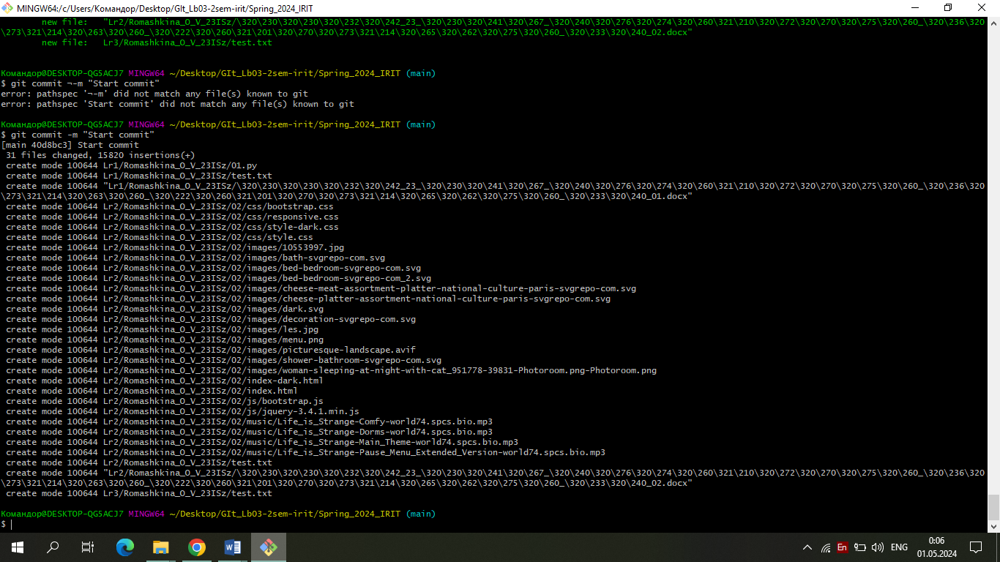 MINGW64:/c/Users/Командор/Desktop/GIt_Lb03-2sem-irit/Spring_2024_IRIT
new file:   "Lr2/Romashkina_O_V_23ISz/\320\230\320\230\320\232\320\242_23_\320\230\320\241\320\267_\320\240\320\276\320\274\320\260\321\210\320\272\320\270\320\275\320\260_\320\236\320
\273\321\214\320\263\320\260_\320\222\320\260\321\201\320\270\320\273\321\214\320\265\320\262\320\275\320\260_\320\233\320\240_02.docx"
new file:   Lr3/Romashkina_O_V_23ISz/test.txt
Командор@DESKTOP-QG5ACJ7 MINGW64 ~/Desktop/GIt_Lb03-2sem-irit/Spring_2024_IRIT (main)
$ git commit ¬-m "Start commit"
error: pathspec '¬-m' did not match any file(s) known to git
error: pathspec 'Start commit' did not match any file(s) known to git
Командор@DESKTOP-QG5ACJ7 MINGW64 ~/Desktop/GIt_Lb03-2sem-irit/Spring_2024_IRIT (main)
$ git commit -m "Start commit"
[main 40d8bc3] Start commit
31 files changed, 15820 insertions(+)
create mode 100644 Lr1/Romashkina_O_V_23ISz/01.py
create mode 100644 Lr1/Romashkina_O_V_23ISz/test.txt
create mode 100644 "Lr1/Romashkina_O_V_23ISz/\320\230\320\230\320\232\320\242_23_\320\230\320\241\320\267_\320\240\320\276\320\274\320\260\321\210\320\272\320\270\320\275\320\260_\320\236\320
\273\321\214\320\263\320\260_\320\222\320\260\321\201\320\270\320\273\321\214\320\265\320\262\320\275\320\260_\320\233\320\240_01.docx"
create mode 100644 Lr2/Romashkina_O_V_23ISz/02/css/bootstrap.css
create mode 100644 Lr2/Romashkina_O_V_23ISz/02/css/responsive.css
create mode 100644 Lr2/Romashkina_O_V_23ISz/02/css/style-dark.css
create mode 100644 Lr2/Romashkina_O_V_23ISz/02/css/style.css
create mode 100644 Lr2/Romashkina_O_V_23ISz/02/images/10553997.jpg
create mode 100644 Lr2/Romashkina_O_V_23ISz/02/images/bath-svgrepo-com.svg
create mode 100644 Lr2/Romashkina_O_V_23ISz/02/images/bed-bedroom-svgrepo-com.svg
create mode 100644 Lr2/Romashkina_O_V_23ISz/02/images/bed-bedroom-svgrepo-com_2.svg
create mode 100644 Lr2/Romashkina_O_V_23ISz/02/images/cheese-meat-assortment-platter-national-culture-paris-svgrepo-com.svg
create mode 100644 Lr2/Romashkina_O_V_23ISz/02/images/cheese-platter-assortment-national-culture-paris-svgrepo-com.svg
create mode 100644 Lr2/Romashkina_O_V_23ISz/02/images/dark.svg
create mode 100644 Lr2/Romashkina_O_V_23ISz/02/images/decoration-svgrepo-com.svg
create mode 100644 Lr2/Romashkina_O_V_23ISz/02/images/les.jpg
create mode 100644 Lr2/Romashkina_O_V_23ISz/02/images/menu.png
create mode 100644 Lr2/Romashkina_O_V_23ISz/02/images/picturesque-landscape.avif
create mode 100644 Lr2/Romashkina_O_V_23ISz/02/images/shower-bathroom-svgrepo-com.svg
create mode 100644 Lr2/Romashkina_O_V_23ISz/02/images/woman-sleeping-at-night-with-cat_951778-39831-Photoroom.png-Photoroom.png
create mode 100644 Lr2/Romashkina_O_V_23ISz/02/index-dark.html
create mode 100644 Lr2/Romashkina_O_V_23ISz/02/index.html
create mode 100644 Lr2/Romashkina_O_V_23ISz/02/js/bootstrap.js
create mode 100644 Lr2/Romashkina_O_V_23ISz/02/js/jquery-3.4.1.min.js
create mode 100644 Lr2/Romashkina_O_V_23ISz/02/music/Life_is_Strange-Comfy-world74.spcs.bio.mp3
create mode 100644 Lr2/Romashkina_O_V_23ISz/02/music/Life_is_Strange-Dorms-world74.spcs.bio.mp3
create mode 100644 Lr2/Romashkina_O_V_23ISz/02/music/Life_is_Strange-Main_Theme-world74.spcs.bio.mp3
create mode 100644 Lr2/Romashkina_O_V_23ISz/02/music/Life_is_Strange-Pause_Menu_Extended_Version-world74.spcs.bio.mp3
create mode 100644 Lr2/Romashkina_O_V_23ISz/test.txt
create mode 100644 "Lr2/Romashkina_O_V_23ISz/\320\230\320\230\320\232\320\242_23_\320\230\320\241\320\267_\320\240\320\276\320\274\320\260\321\210\320\272\320\270\320\275\320\260_\320\236\320
\273\321\214\320\263\320\260_\320\222\320\260\321\201\320\270\320\273\321\214\320\265\320\262\320\275\320\260_\320\233\320\240_02.docx"
create mode 100644 Lr3/Romashkina_O_V_23ISz/test.txt
Командор@DESKTOP-QG5ACJ7 MINGW64 ~/Desktop/GIt_Lb03-2sem-irit/Spring_2024_IRIT (main)
$
En
ENG
0:06
01.05.2024